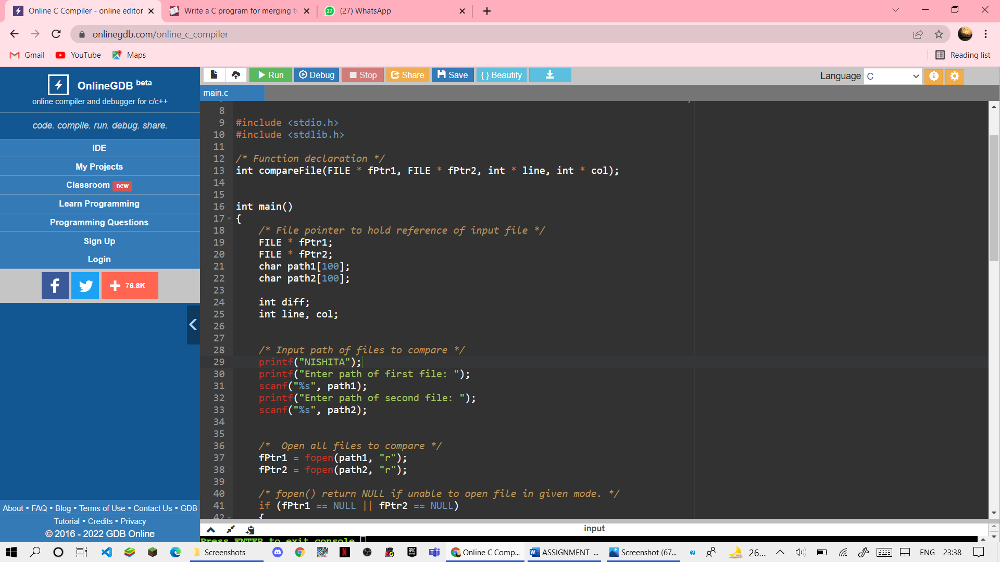 Online C Compiler - online editor
Write a C program for merging t
27 (27) WhatsApp
onlinegdb.com/online_c_compiler
Gmail YouTube Maps Reading list
OnlineGDB beta
online compiler and debugger for c/c++
code. compile. run. debug. share.
IDE
My Projects
Classroom new
Learn Programming
Programming Questions
Sign Up
Login
f + 76.8K
About • FAQ • Blog • Terms of Use • Contact Us • GDB
Tutorial • Credits • Privacy
© 2016 - 2022 GDB Online
Run Debug Stop Share Save { } Beautify Language C
main.c
8
9 #include <stdio.h>
10 #include <stdlib.h>
11
12 /* Function declaration */
13 int compareFile(FILE * fPtr1, FILE * fPtr2, int * line, int * col);
14
15
16 int main()
17 {
18 /* File pointer to hold reference of input file */
19 FILE * fPtr1;
20 FILE * fPtr2;
21 char path1[100];
22 char path2[100];
23
24 int diff;
25 int line, col;
26
27
28 /* Input path of files to compare */
29 printf("NISHITA");
30 printf("Enter path of first file: ");
31 scanf("%s", path1);
32 printf("Enter path of second file: ");
33 scanf("%s", path2);
34
35
36 /*  Open all files to compare */
37 fPtr1 = fopen(path1, "r");
38 fPtr2 = fopen(path2, "r");
39
40 /* fopen() return NULL if unable to open file in given mode. */
41 if (fPtr1 == NULL || fPtr2 == NULL)
42 {
input
Press ENTER to exit console.
Screenshots Online C Comp... ASSIGNMENT ... Screenshot (67... 26... ENG 23:38